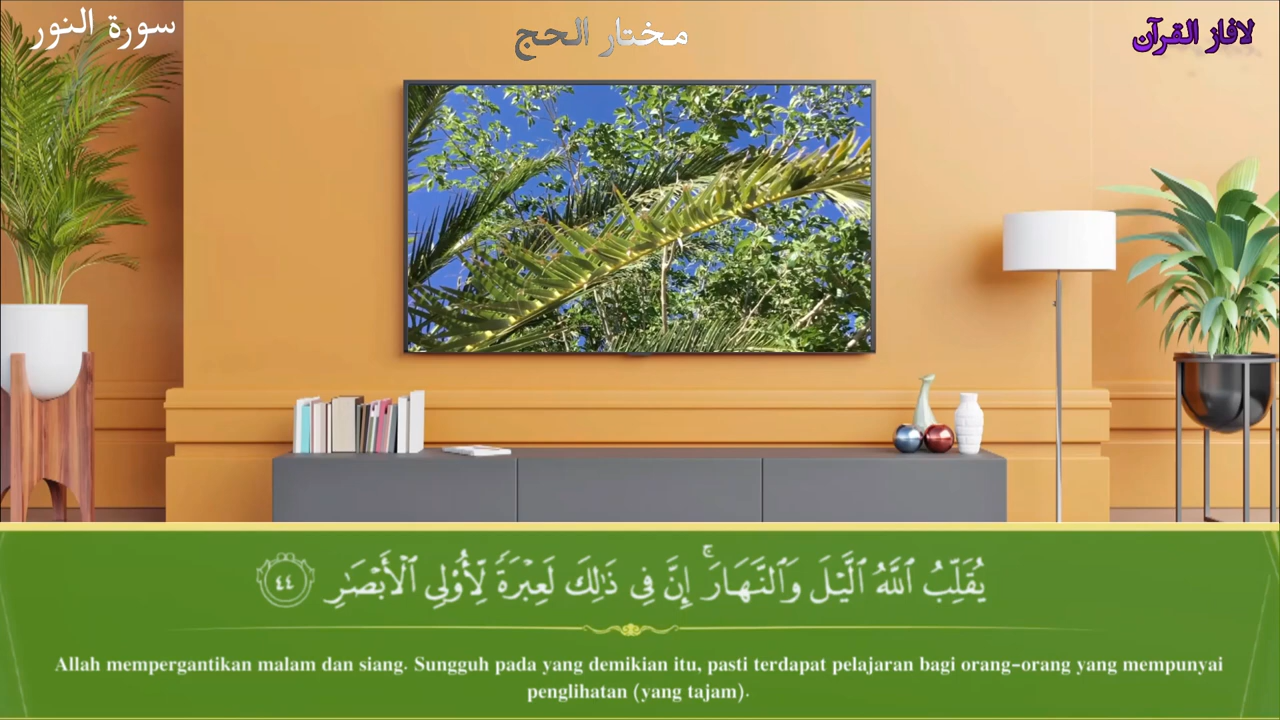 سورة النور
مختار الحج
لافاز القرآن
يُقَلِّبُ ٱللَّهُ ٱلَّيْلَ وَٱلنَّهَارَ ۚ إِنَّ فِى ذَٰلِكَ لَعِبْرَةً لِّأُو۟لِى ٱلْأَبْصَٰرِ ٤٤
Allah mempergantikan malam dan siang. Sungguh pada yang demikian itu, pasti terdapat pelajaran bagi orang-orang yang mempunyai
penglihatan (yang tajam).